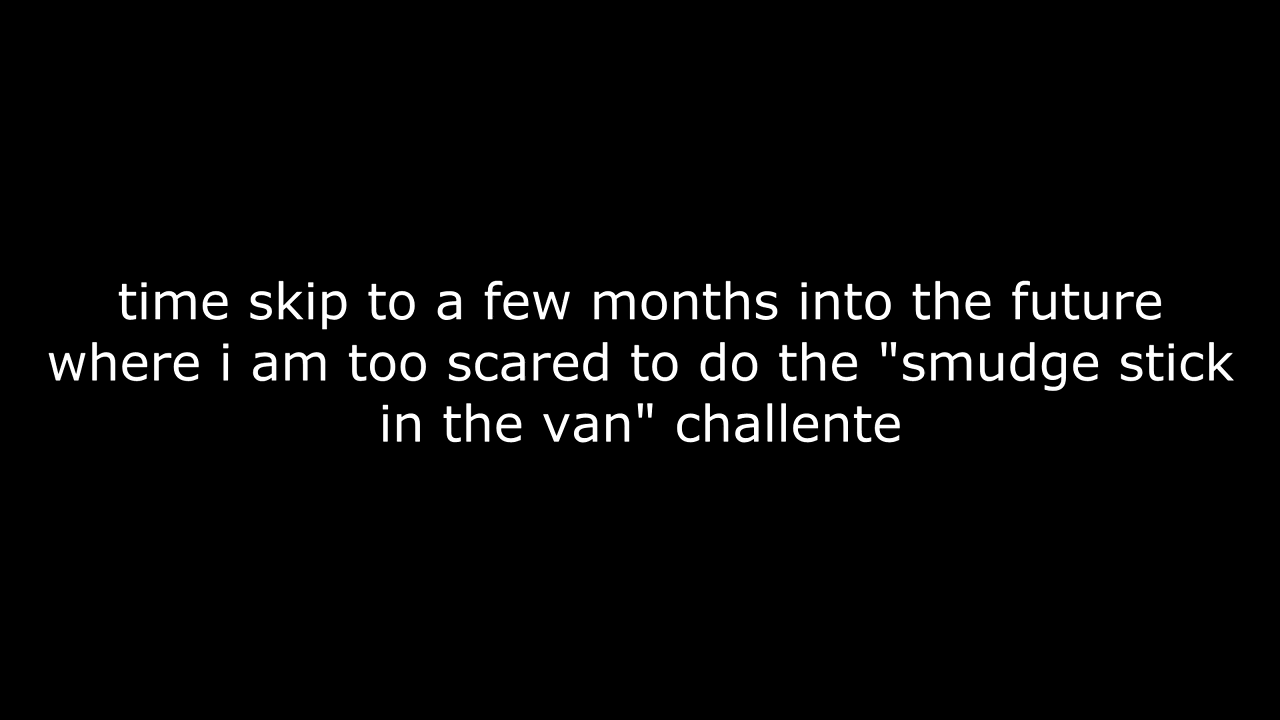 time skip to a few months into the future
where i am too scared to do the "smudge stick
in the van" challente